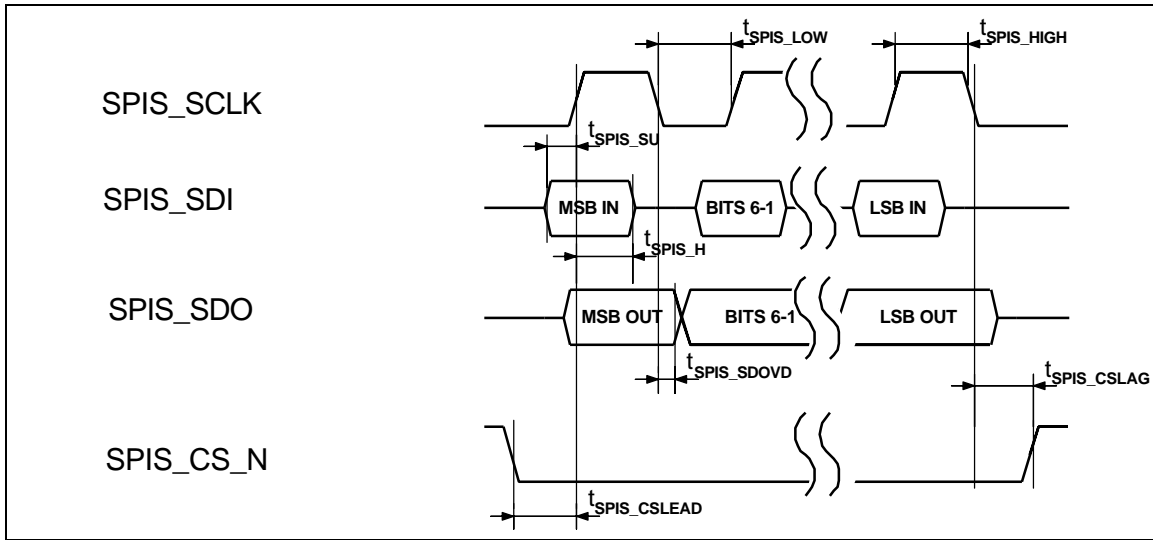 tSPIS_LOW
tSPIS_HIGH
SPIS_SCLK
tSPIS_SU
SPIS_SDI
MSB IN
BITS 6-1
LSB IN
tSPIS_H
SPIS_SDO
MSB OUT
BITS 6-1
LSB OUT
tSPIS_SDOVD
tSPIS_CSLAG
SPIS_CS_N
tSPIS_CSLEAD